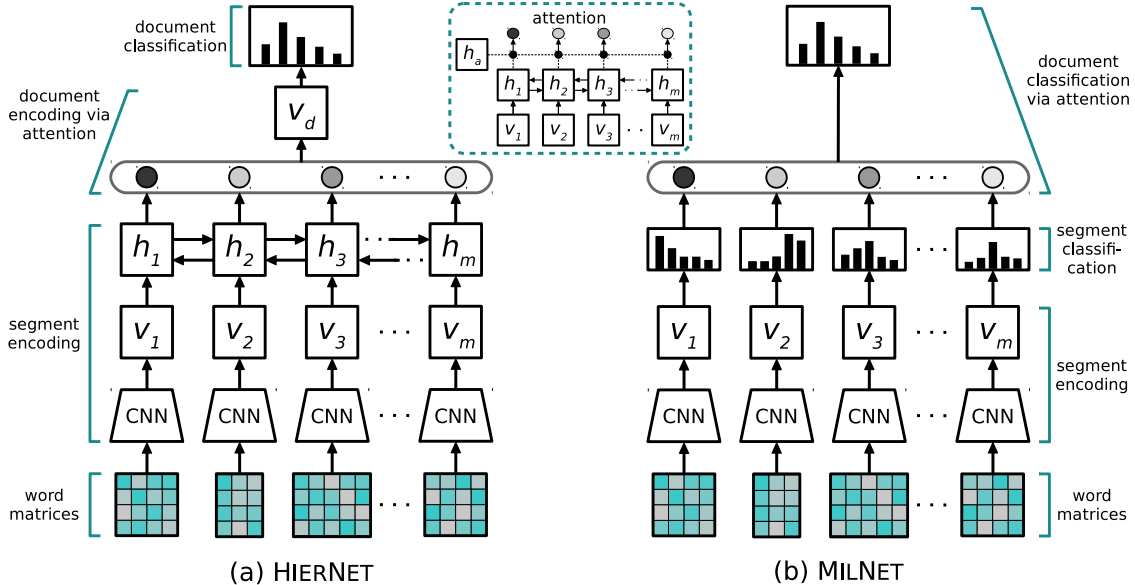 document
classification
document
encoding via
attention
v_d
h_1 h_2 h_3 · · · h_m
segment
encoding
v_1 v_2 v_3 · · · v_m
CNN CNN CNN · · · CNN
word
matrices
(a) HIERNET
attention
h_a
h_1 h_2 h_3 h_m
v_1 v_2 v_3 · · v_m
document
classification
via attention
segment
classifi-
cation
v_1 v_2 v_3 · · · v_m
segment
encoding
CNN CNN CNN · · · CNN
word
matrices
(b) MILNET